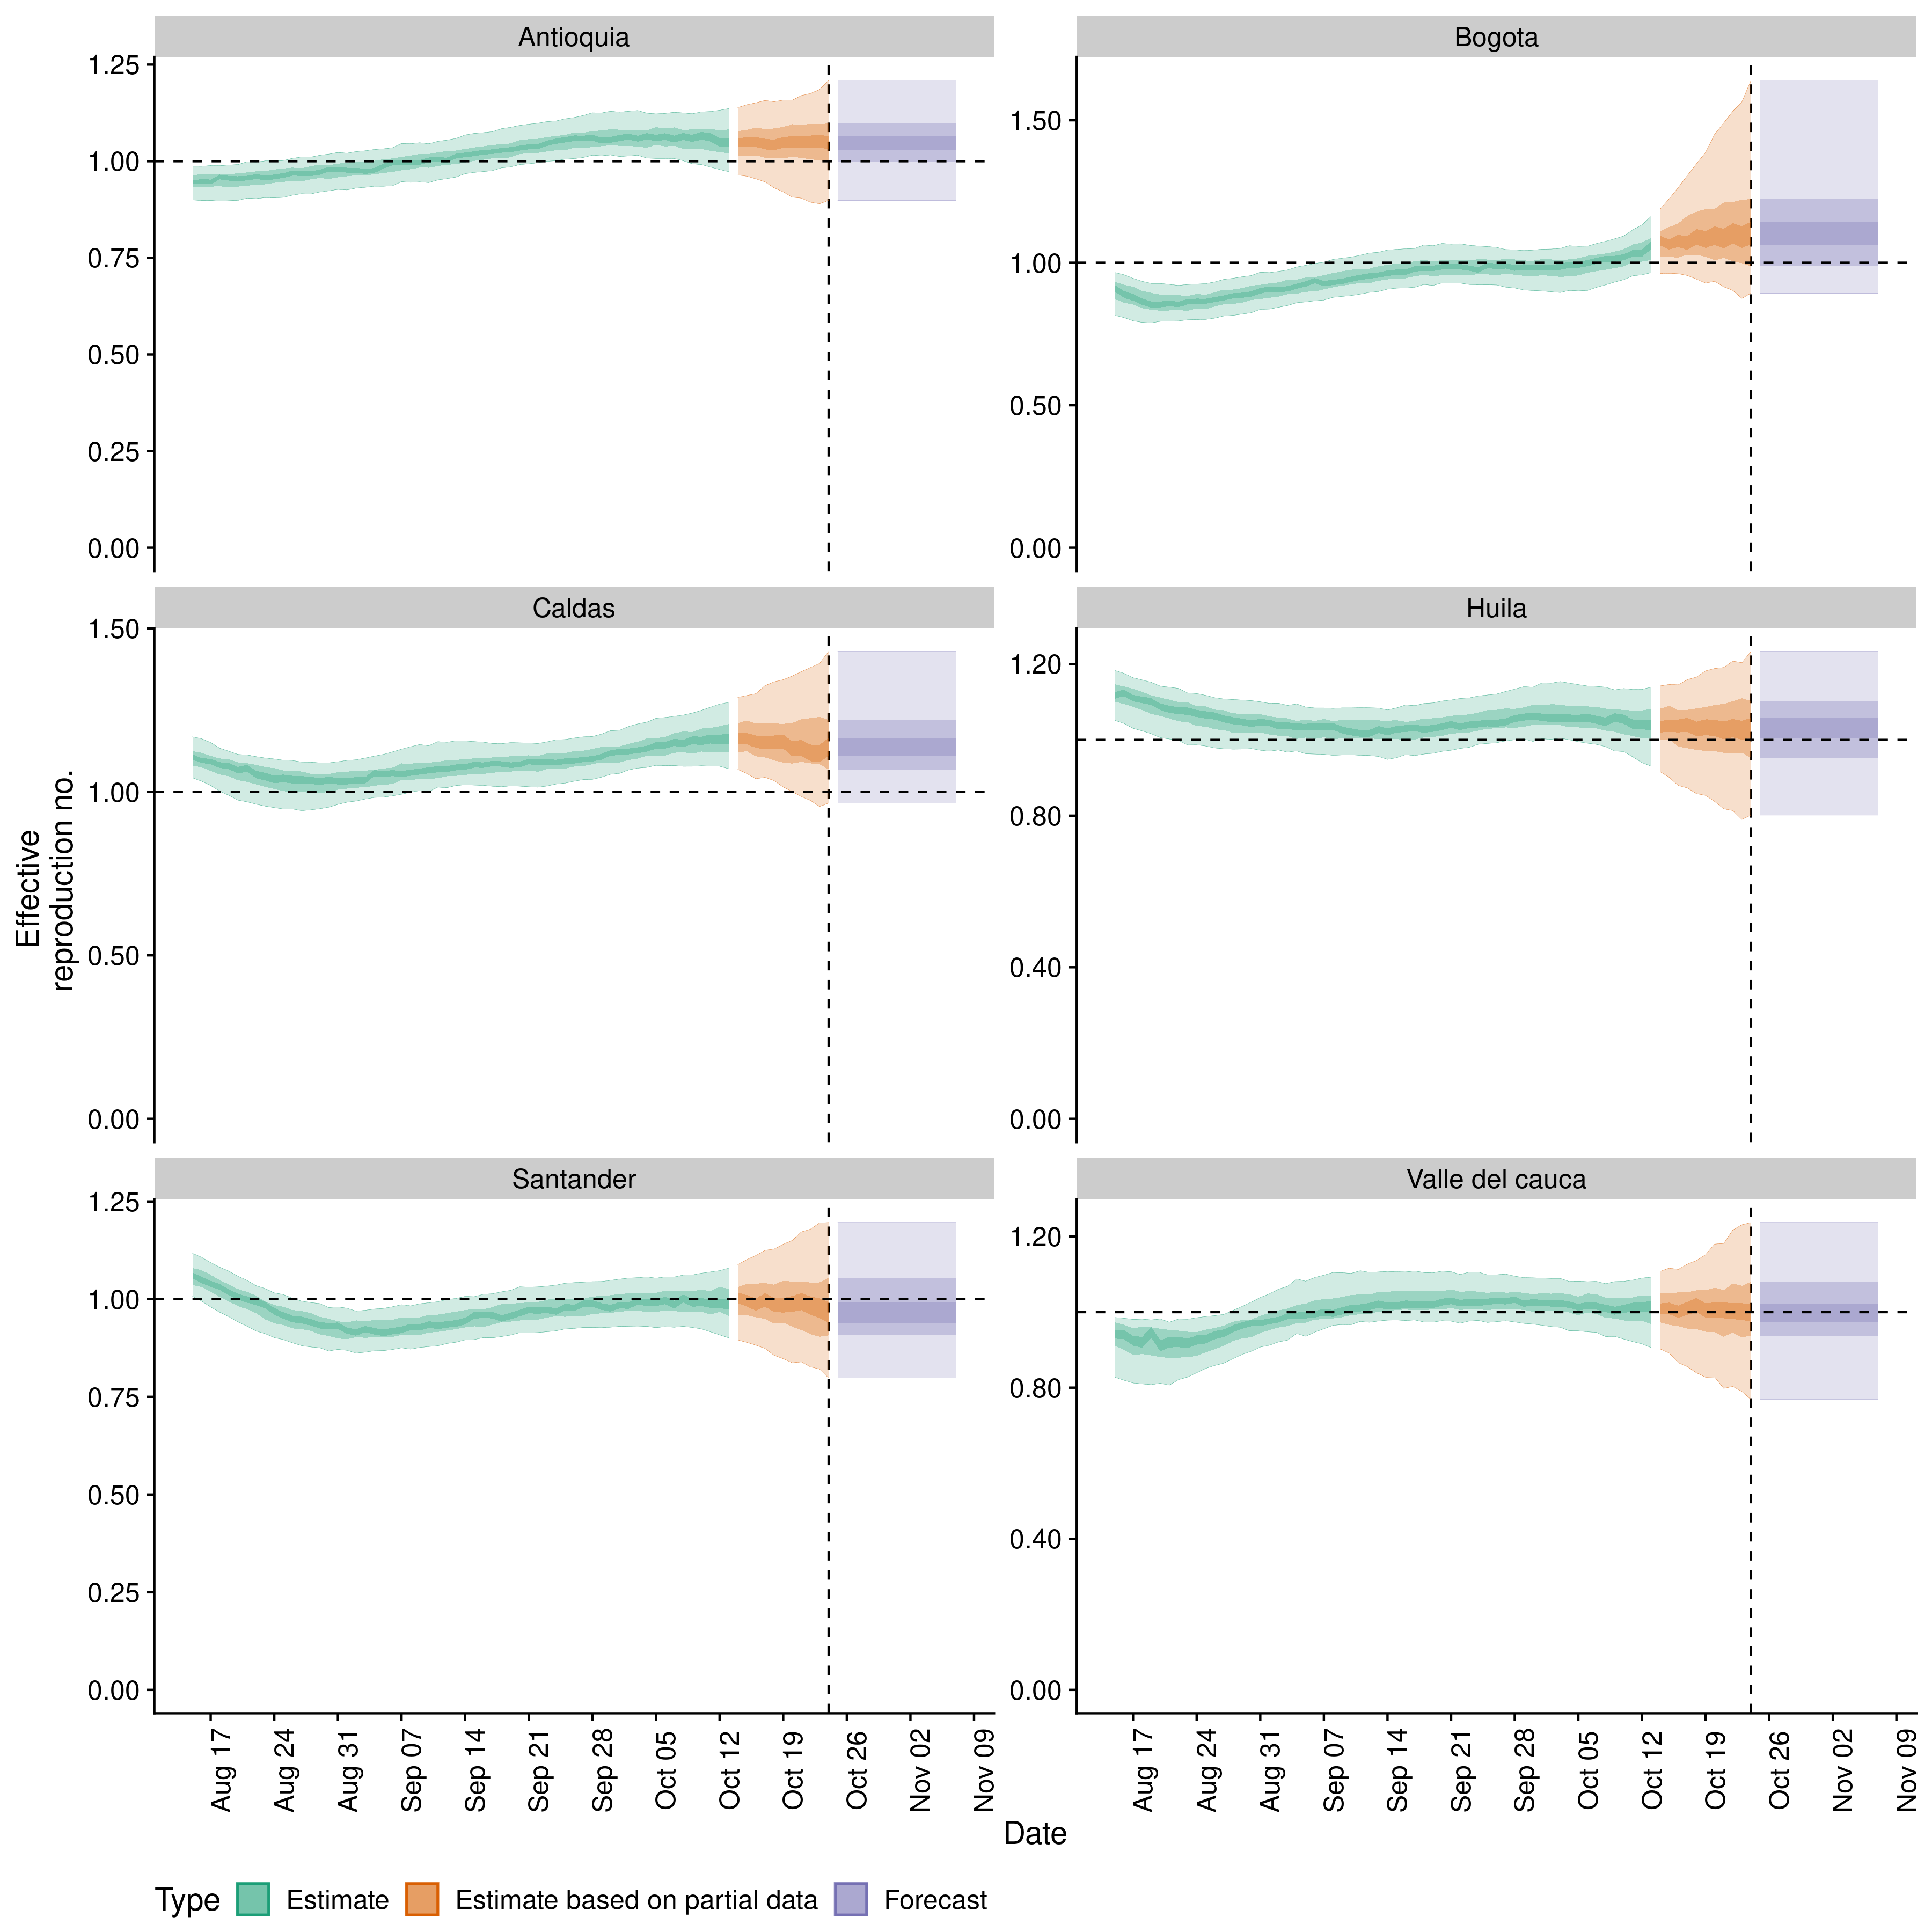 Antioquia
Bogota
1.25
1.00
0.75
0.50
0.25
0.00
1.50
1.00
0.50
0.00
Caldas
Huila
1.50
1.00
0.50
0.00
1.20
0.80
0.40
0.00
Effective
reproduction no.
Santander
Valle del cauca
1.25
1.00
0.75
0.50
0.25
0.00
1.20
0.80
0.40
0.00
Aug 17
Aug 24
Aug 31
Sep 07
Sep 14
Sep 21
Sep 28
Oct 05
Oct 12
Oct 19
Oct 26
Nov 02
Nov 09
Aug 17
Aug 24
Aug 31
Sep 07
Sep 14
Sep 21
Sep 28
Oct 05
Oct 12
Oct 19
Oct 26
Nov 02
Nov 09
Date
Type Estimate Estimate based on partial data Forecast